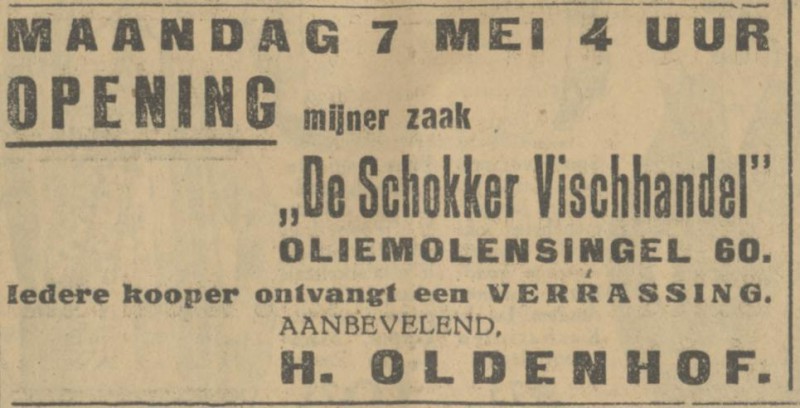 MAANDAG 7 MEI 4 UUR
OPENING mijner zaak
„De Schokker Vischhandel”
OLIEMOLENSINGEL 60.
Iedere kooper ontvangt een VERRASSING.
AANBEVELEND,
H. OLDENHOF.